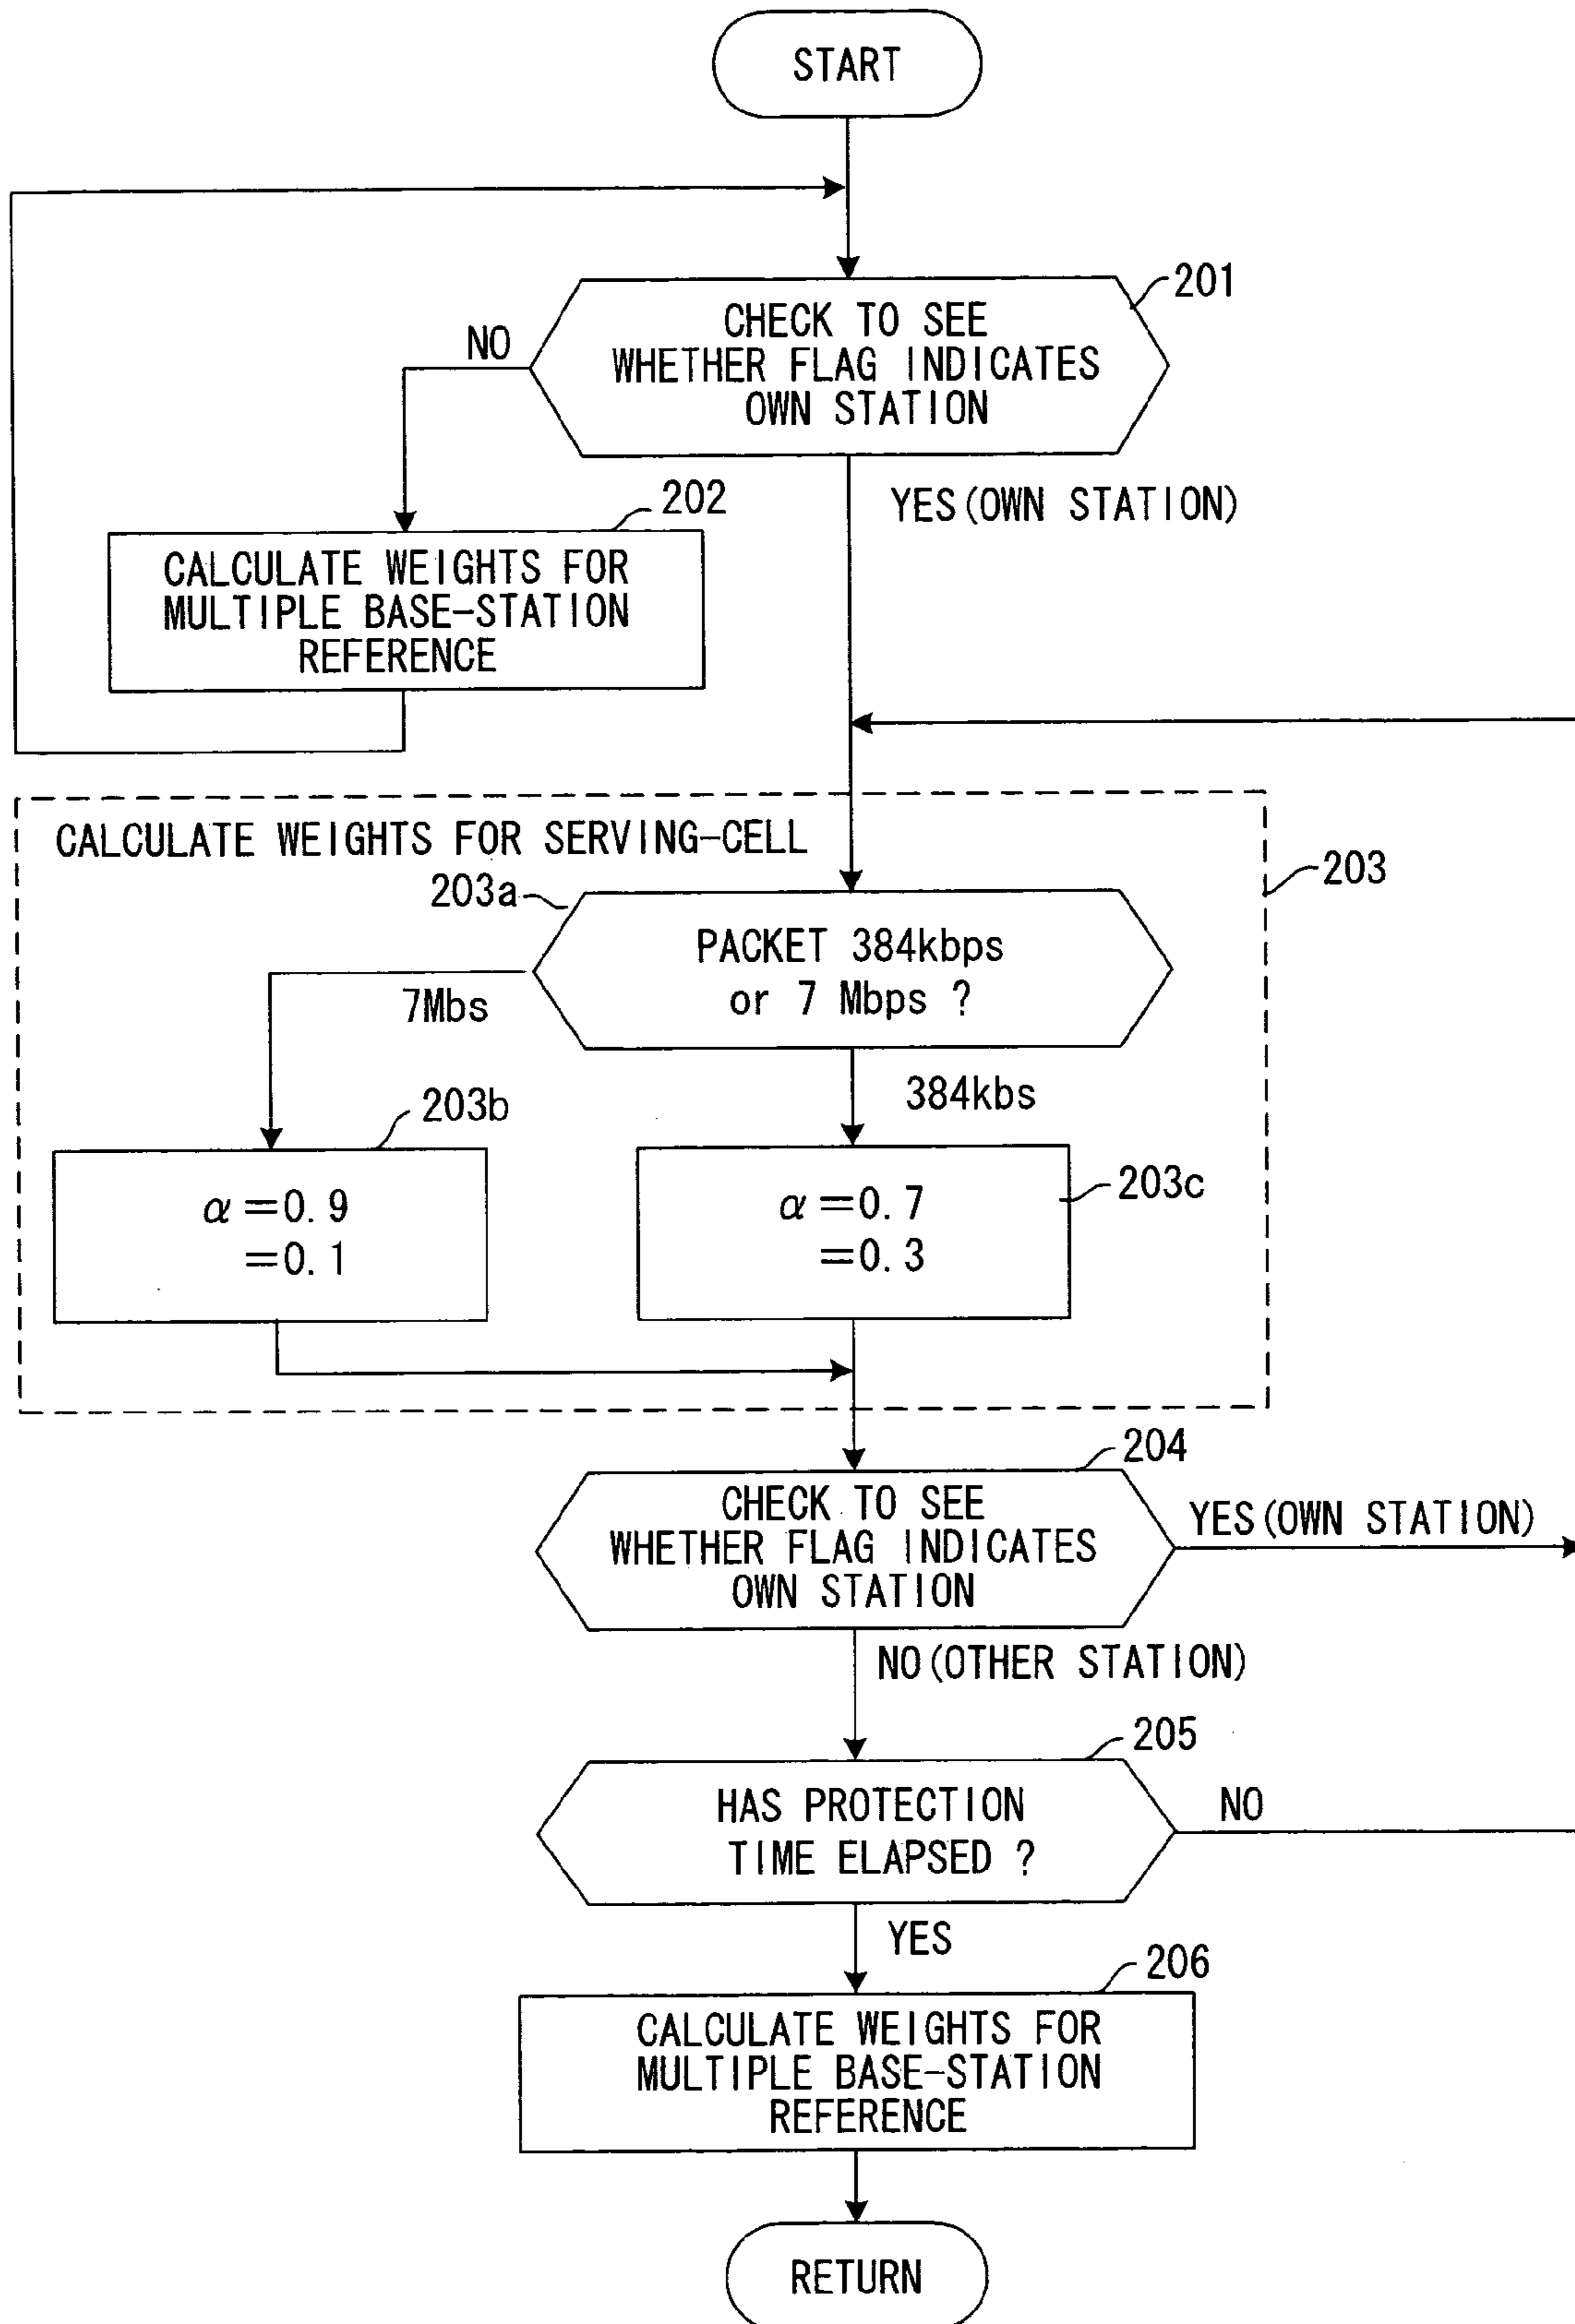 START
201
CHECK TO SEE
WHETHER FLAG INDICATES
OWN STATION
NO
YES(OWN STATION)
202
CALCULATE WEIGHTS FOR
MULTIPLE BASE-STATION
REFERENCE
CALCULATE WEIGHTS FOR SERVING-CELL
203
203a
PACKET 384kbps
or 7 Mbps ?
7Mbs
384kbs
203b
α=0.9
=0.1
203c
α=0.7
=0.3
204
CHECK TO SEE
WHETHER FLAG INDICATES
OWN STATION
YES(OWN STATION)
NO(OTHER STATION)
205
HAS PROTECTION
TIME ELAPSED ?
NO
YES
206
CALCULATE WEIGHTS FOR
MULTIPLE BASE-STATION
REFERENCE
RETURN